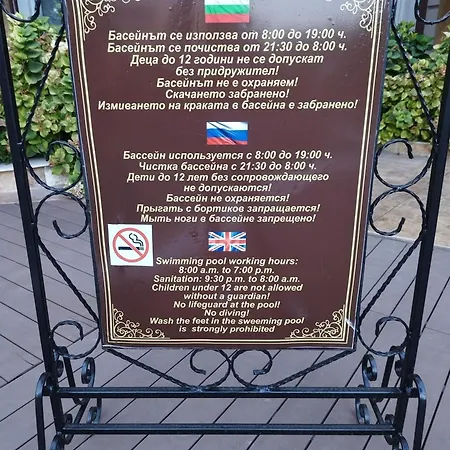 Басейнът се използва от 8:00 до 19:00 ч.
Басейнът се почиства от 21:30 до 8:00 ч.
Деца до 12 години не се допускат
без придружител!
Басейнът не е охраняем!
Скачането забранено!
Измиването на краката в басейна е забранено!
Бассейн используется с 8:00 до 19:00 ч.
Чистка бассейна с 21:30 до 8:00 ч.
Дети до 12 лет без сопровождающего
не допускаются!
Бассейн не охраняется!
Прыгать с бортиков запращается!
Мыть ноги в бассейне запрещено!
Swimming pool working hours:
8:00 a.m. to 7:00 p.m.
Sanitation: 9:30 p.m. to 8:00 a.m.
Children under 12 are not allowed
without a guardian!
No lifeguard at the pool!
No diving!
Wash the feet in the sweeming pool
is strongly prohibited